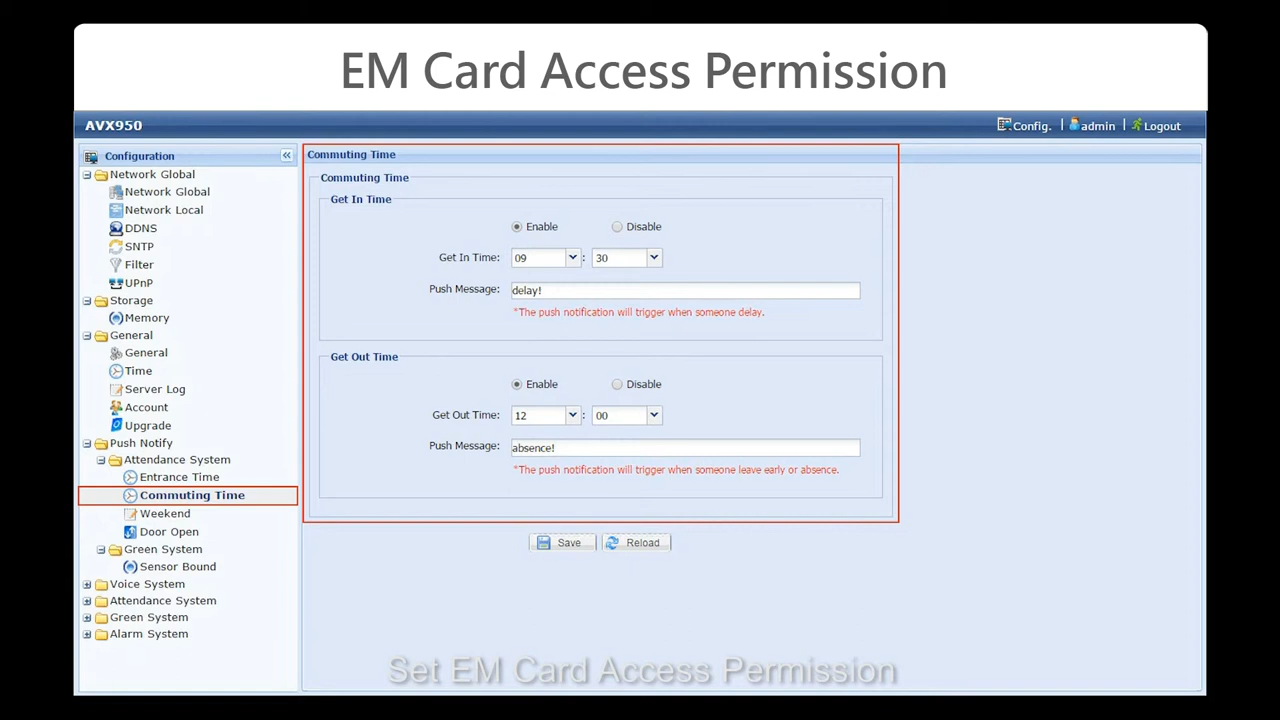 EM Card Access Permission
AVX950
Config. | admin | Logout
Configuration
Network Global
Network Global
Network Local
DDNS
SNTP
Filter
UPnP
Storage
Memory
General
General
Time
Server Log
Account
Upgrade
Push Notify
Attendance System
Entrance Time
Commuting Time
Weekend
Door Open
Green System
Sensor Bound
Voice System
Attendance System
Green System
Alarm System
Commuting Time
Commuting Time
Get In Time
Enable Disable
Get In Time: 09 : 30
Push Message: delay!
*The push notification will trigger when someone delay.
Get Out Time
Enable Disable
Get Out Time: 12 : 00
Push Message: absence!
*The push notification will trigger when someone leave early or absence.
Save Reload
Set EM Card Access Permission